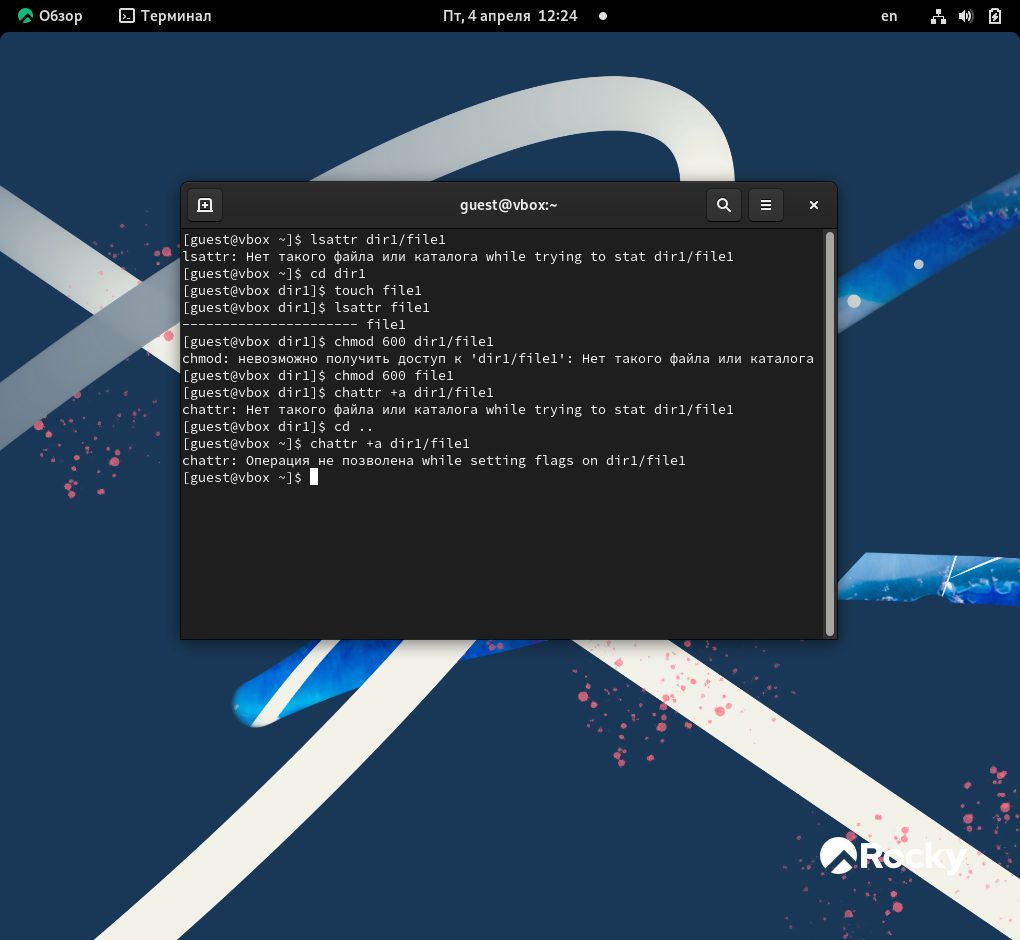 Обзор Терминал Пт, 4 апреля 12:24 en
guest@vbox:~
[guest@vbox ~]$ lsattr dir1/file1
lsattr: Нет такого файла или каталога while trying to stat dir1/file1
[guest@vbox ~]$ cd dir1
[guest@vbox dir1]$ touch file1
[guest@vbox dir1]$ lsattr file1
---------------------- file1
[guest@vbox dir1]$ chmod 600 dir1/file1
chmod: невозможно получить доступ к 'dir1/file1': Нет такого файла или каталога
[guest@vbox dir1]$ chmod 600 file1
[guest@vbox dir1]$ chattr +a dir1/file1
chattr: Нет такого файла или каталога while trying to stat dir1/file1
[guest@vbox dir1]$ cd ..
[guest@vbox ~]$ chattr +a dir1/file1
chattr: Операция не позволена while setting flags on dir1/file1
[guest@vbox ~]$
Rocky